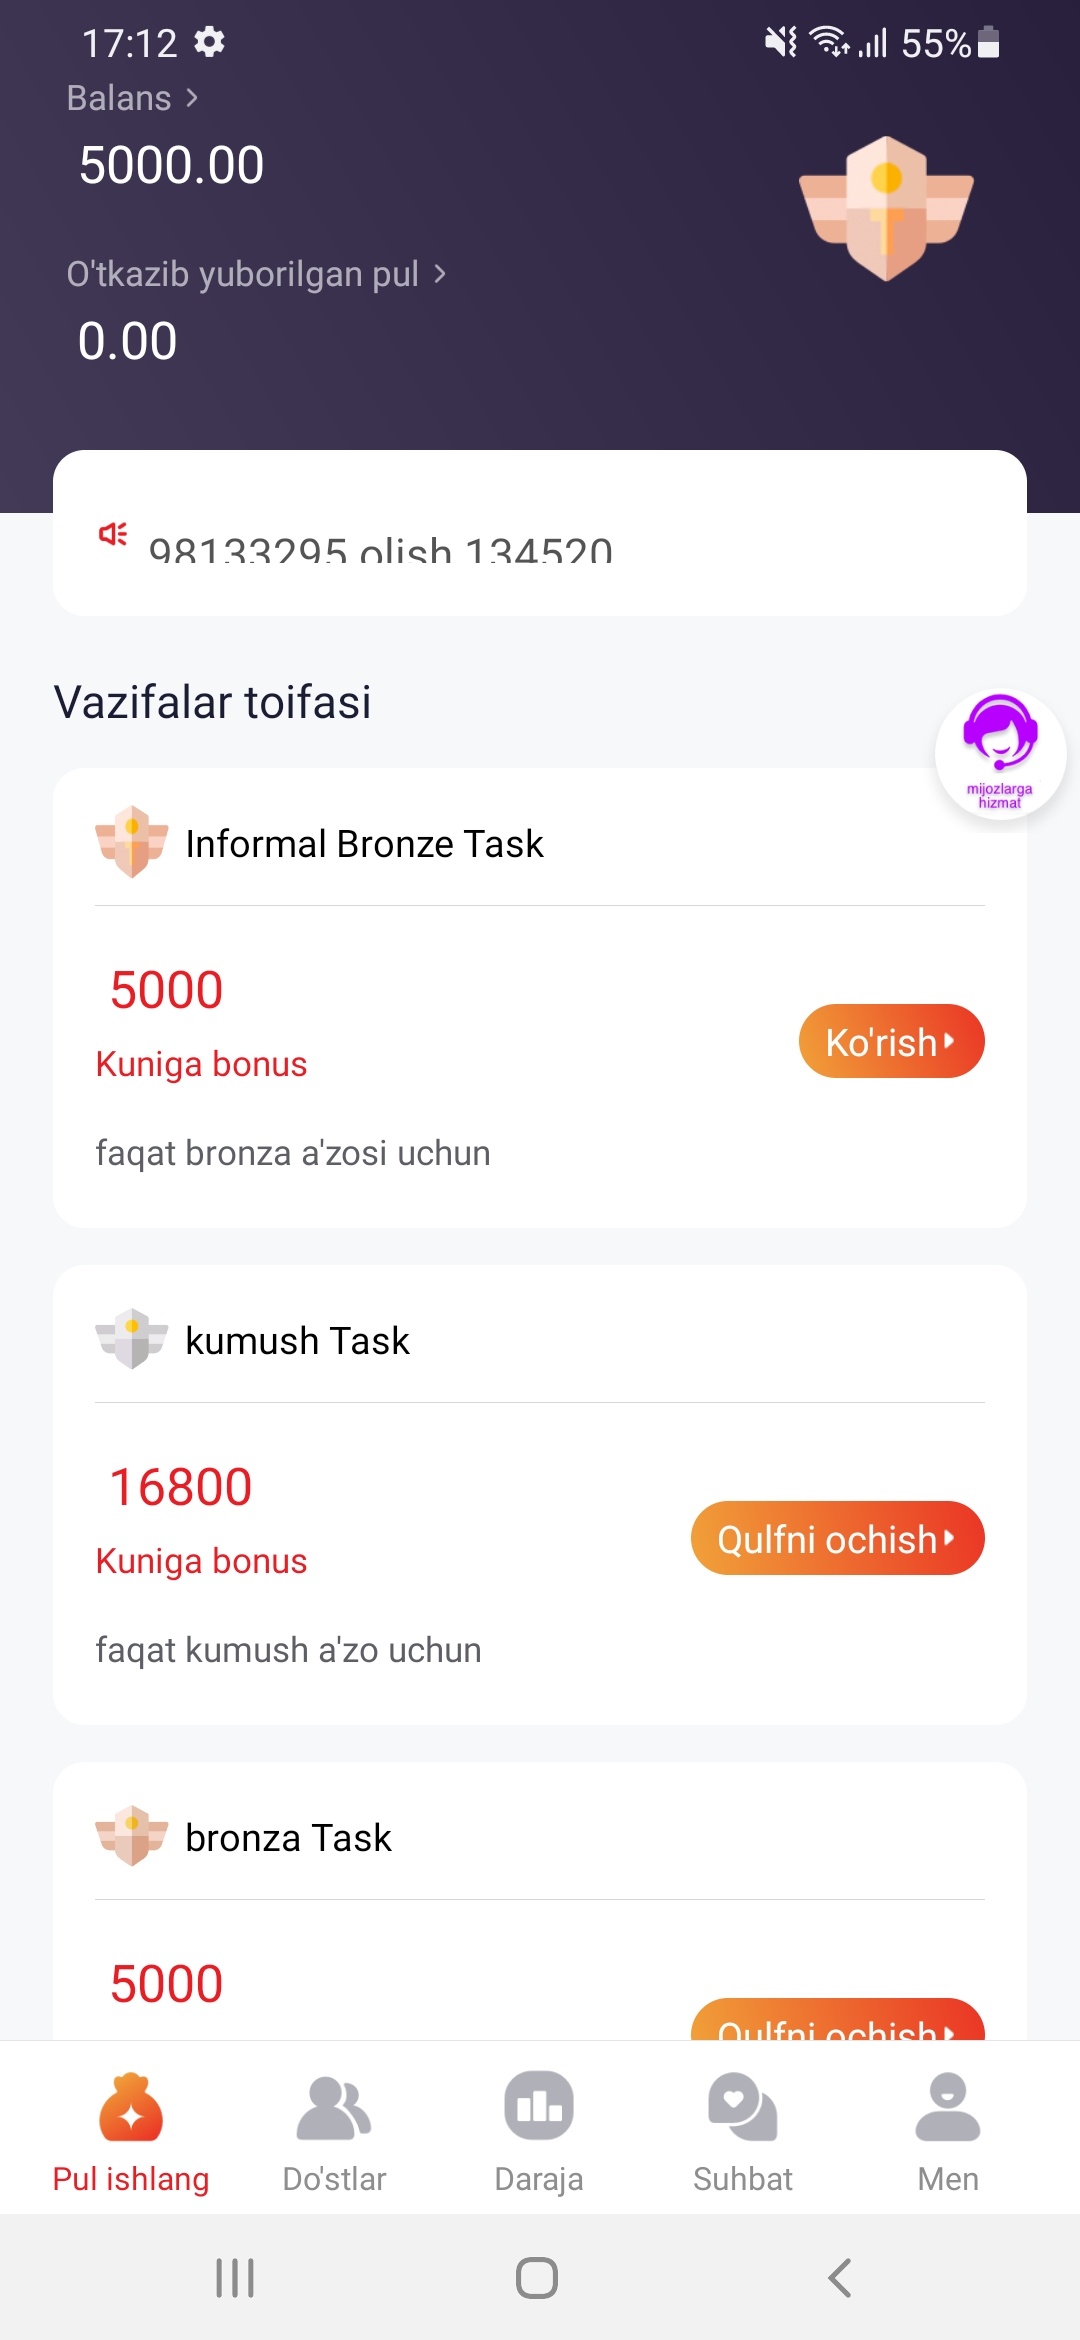 17:12
55%
Balans
5000.00
O'tkazib yuborilgan pul
0.00
98133295 olish 134520
Vazifalar toifasi
mijozlarga
hizmat
Informal Bronze Task
5000
Kuniga bonus
Ko'rish
faqat bronza a'zosi uchun
kumush Task
16800
Kuniga bonus
Qulfni ochish
faqat kumush a'zo uchun
bronza Task
5000
Qulfni ochish
Pul ishlang
Do'stlar
Daraja
Suhbat
Men